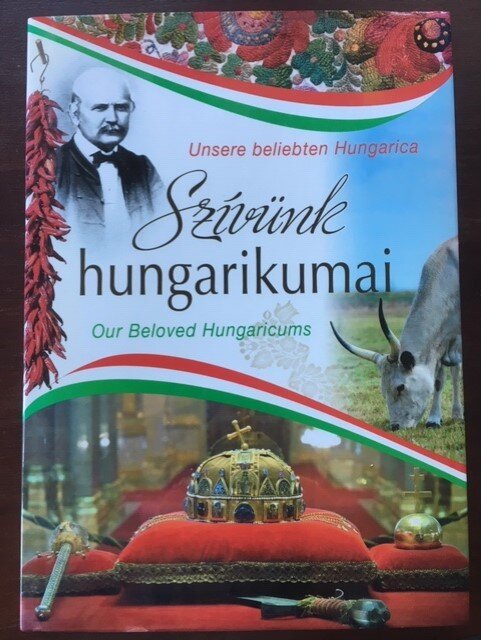 Unsere beliebten Hungarica
Szívünk
hungarikumai
Our Beloved Hungaricums